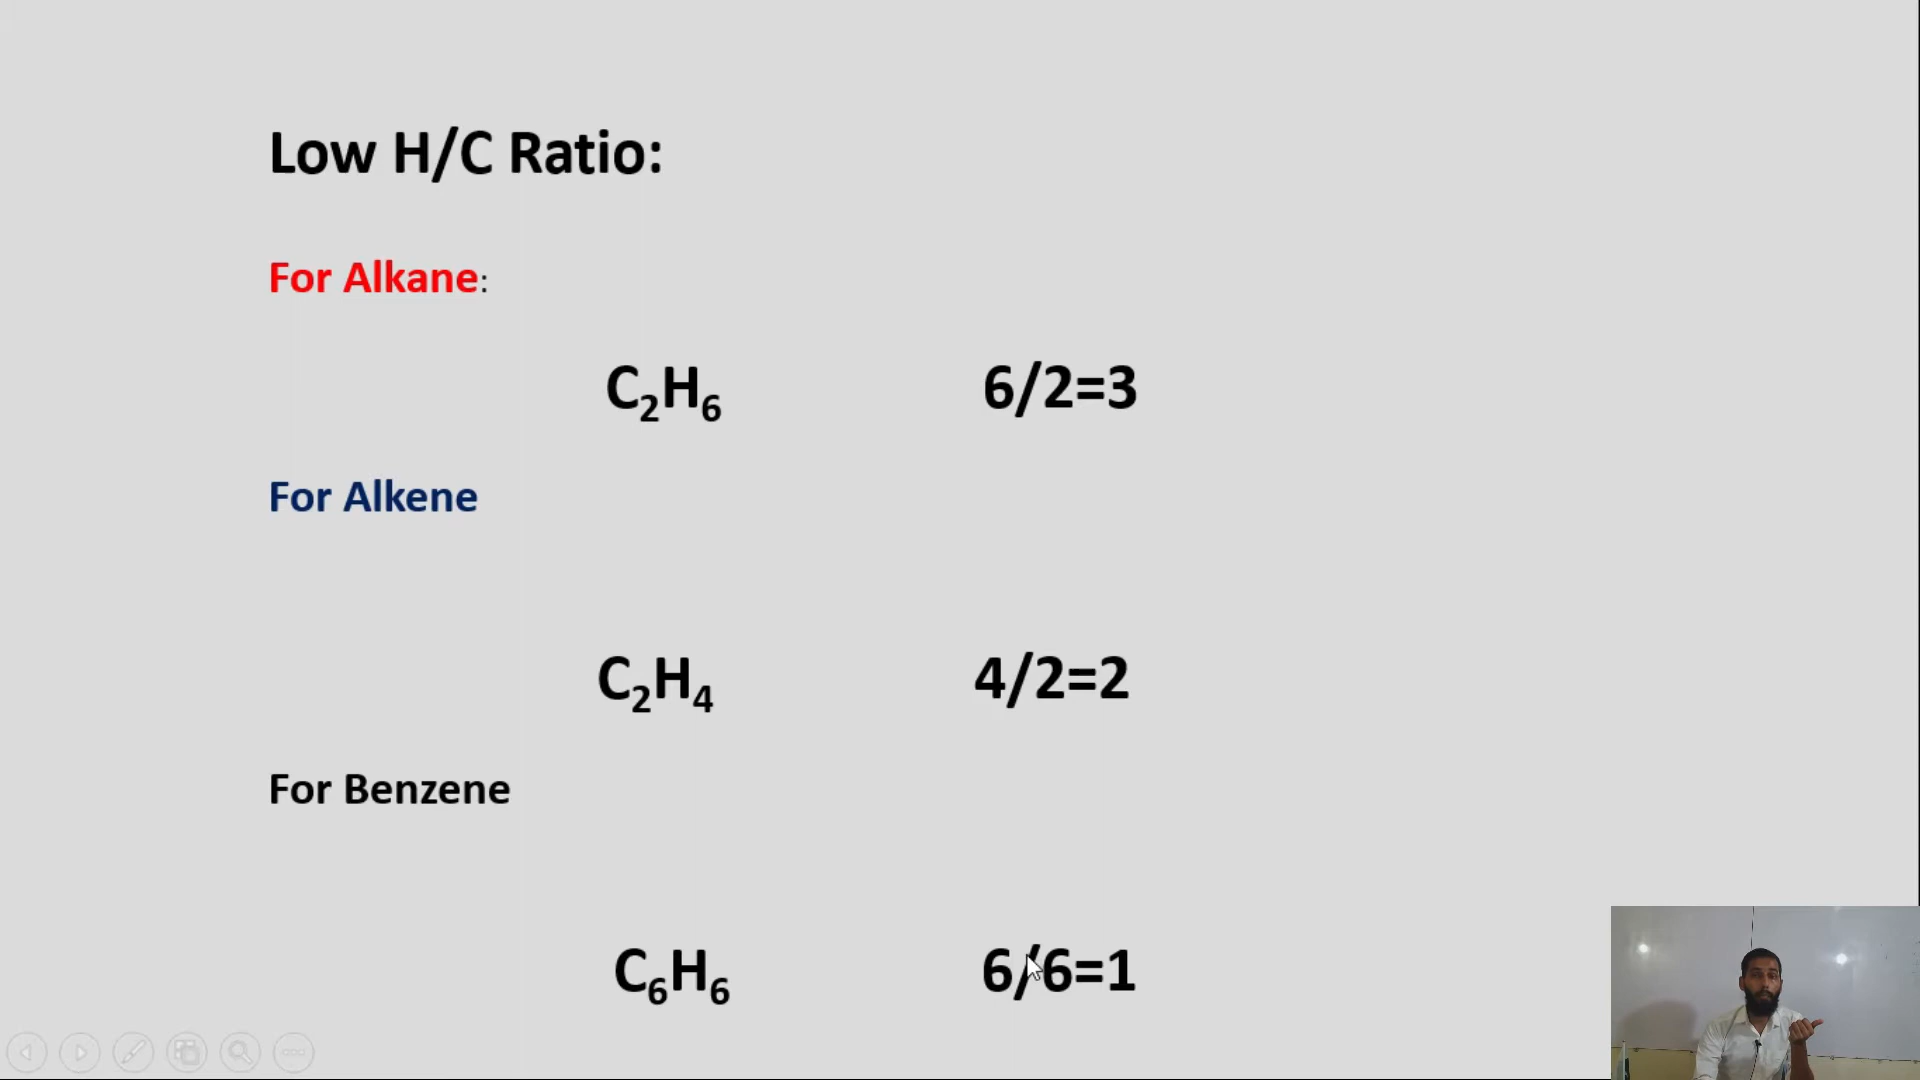 Low H/C Ratio:
For Alkane:
C₂H₆ 6/2=3
For Alkene
C₂H₄ 4/2=2
For Benzene
C₆H₆ 6/6=1